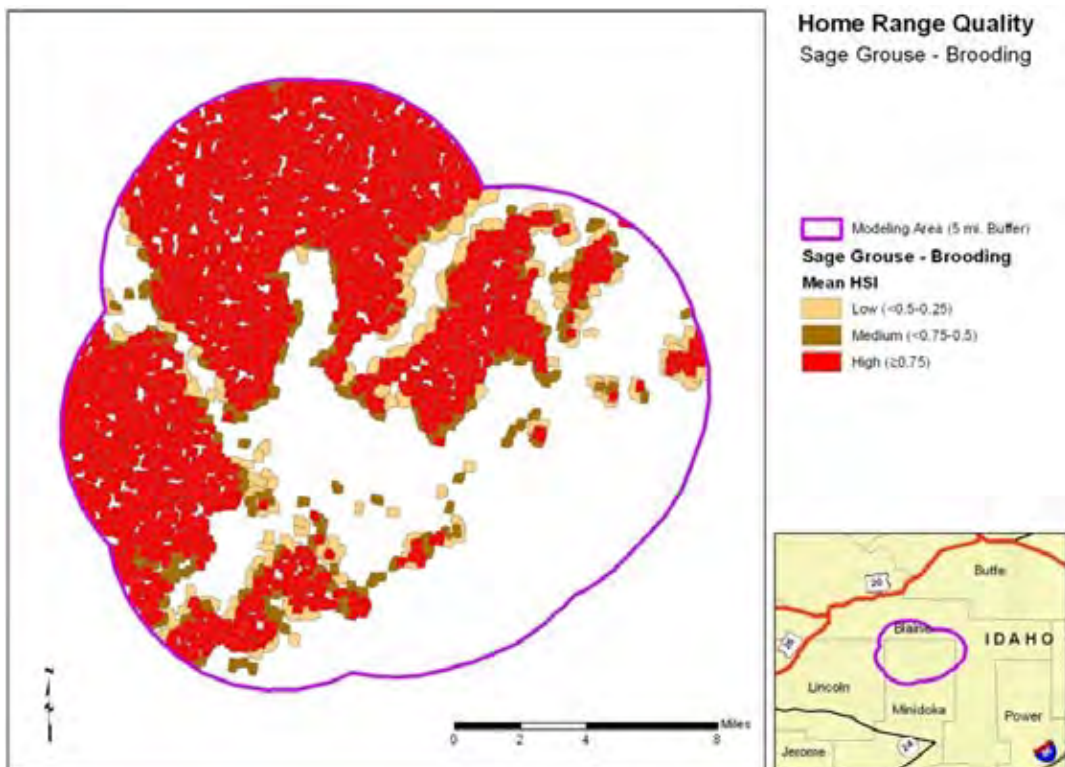 Home Range Quality
Sage Grouse - Brooding
Modeling Area (5 mi. Buffer)
Sage Grouse - Brooding
Mean HSI
Low (<0.5-0.25)
Medium (<0.75-0.5)
High (≥0.75)
N
Miles
0 2 4 8
20
Butte
Blaine
IDAHO
26
Lincoln
Minidoka
Power
24
Jerome